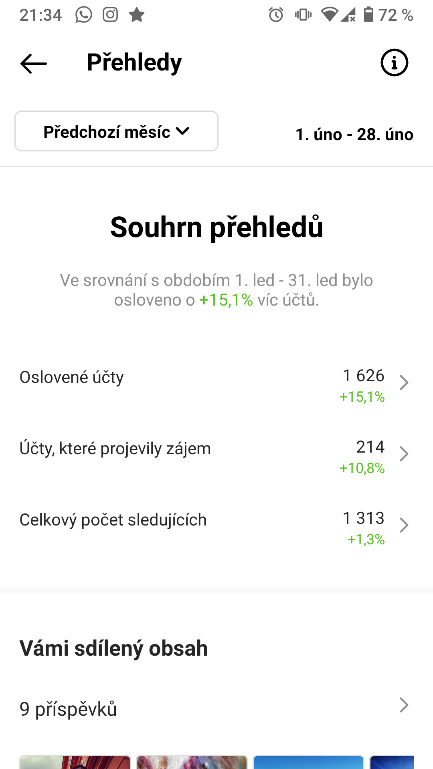 21:34 72 %
Přehledy
Předchozí měsíc
1. úno - 28. úno
Souhrn přehledů
Ve srovnání s obdobím 1. led - 31. led bylo
osloveno o +15,1% víc účtů.
Oslovené účty 1 626
+15,1%
Účty, které projevily zájem 214
+10,8%
Celkový počet sledujících 1 313
+1,3%
Vámi sdílený obsah
9 příspěvků